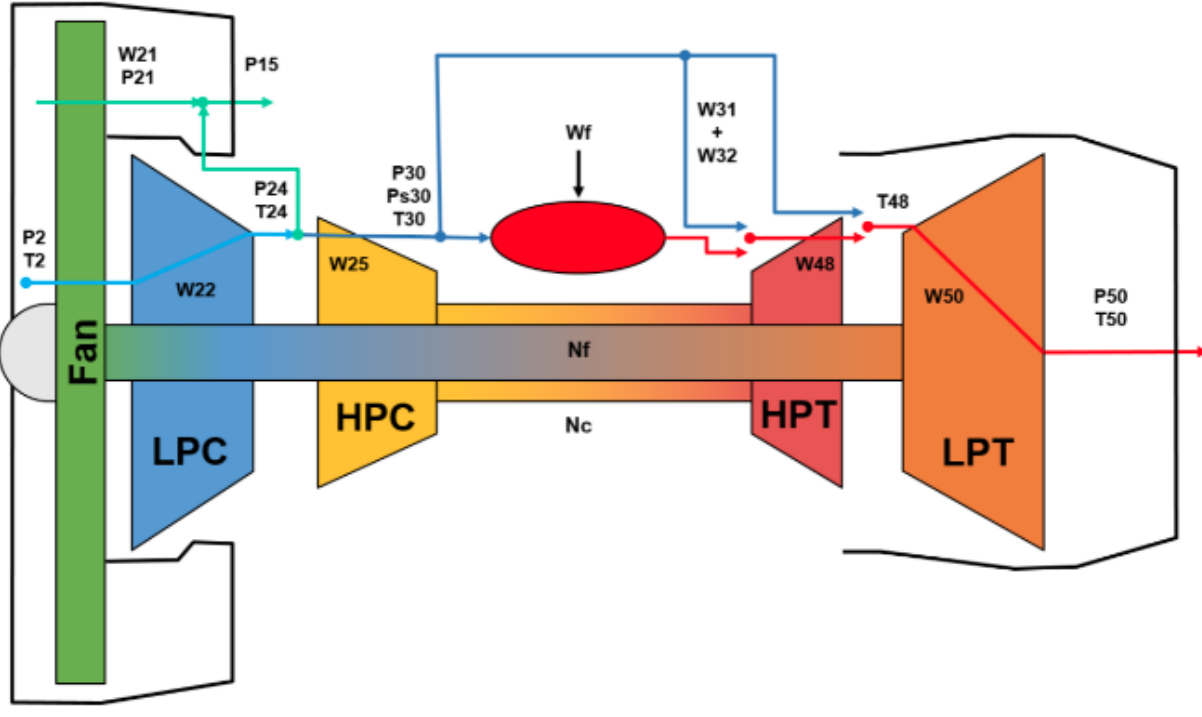 W21
P21
P15
P24
T24
P2
T2
W22
Fan
LPC
P30
Ps30
T30
W25
HPC
Wf
Nf
Nc
W31
+
W32
W48
HPT
T48
W50
LPT
P50
T50